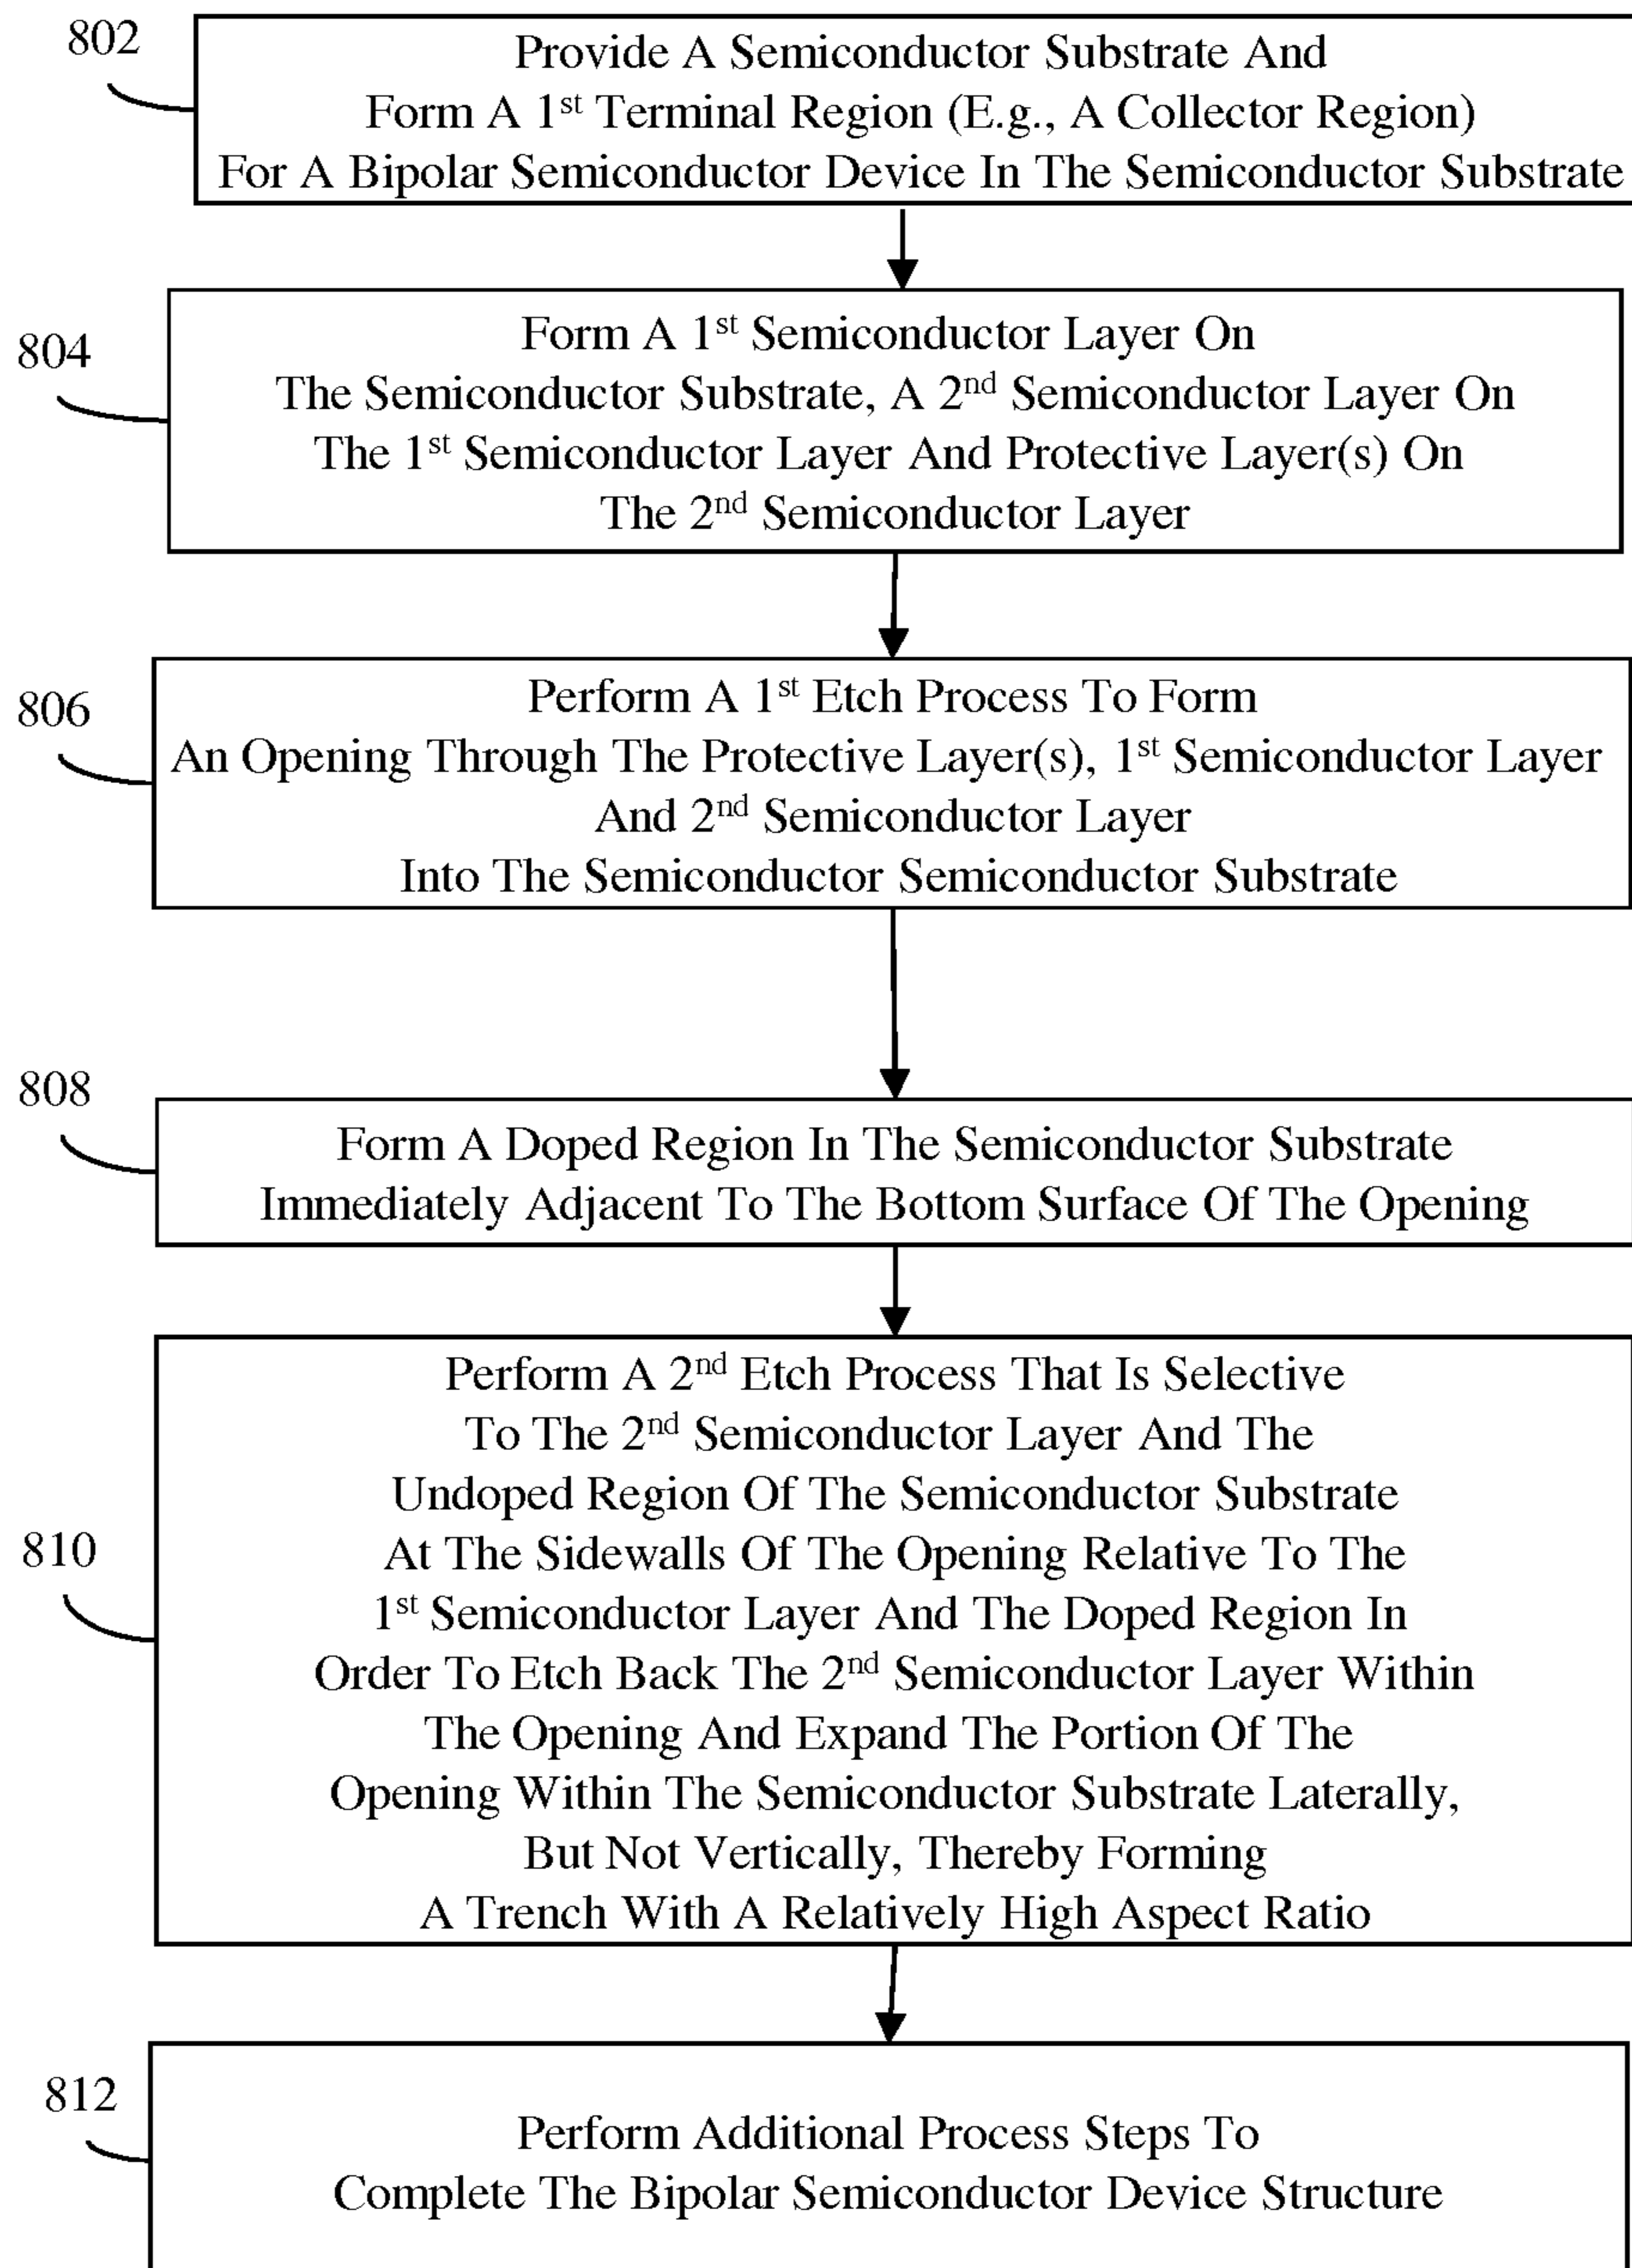 802
Provide A Semiconductor Substrate And
Form A 1st Terminal Region (E.g., A Collector Region)
For A Bipolar Semiconductor Device In The Semiconductor Substrate
804
Form A 1st Semiconductor Layer On
The Semiconductor Substrate, A 2nd Semiconductor Layer On
The 1st Semiconductor Layer And Protective Layer(s) On
The 2nd Semiconductor Layer
806
Perform A 1st Etch Process To Form
An Opening Through The Protective Layer(s), 1st Semiconductor Layer
And 2nd Semiconductor Layer
Into The Semiconductor Semiconductor Substrate
808
Form A Doped Region In The Semiconductor Substrate
Immediately Adjacent To The Bottom Surface Of The Opening
810
Perform A 2nd Etch Process That Is Selective
To The 2nd Semiconductor Layer And The
Undoped Region Of The Semiconductor Substrate
At The Sidewalls Of The Opening Relative To The
1st Semiconductor Layer And The Doped Region In
Order To Etch Back The 2nd Semiconductor Layer Within
The Opening And Expand The Portion Of The
Opening Within The Semiconductor Substrate Laterally,
But Not Vertically, Thereby Forming
A Trench With A Relatively High Aspect Ratio
812
Perform Additional Process Steps To
Complete The Bipolar Semiconductor Device Structure